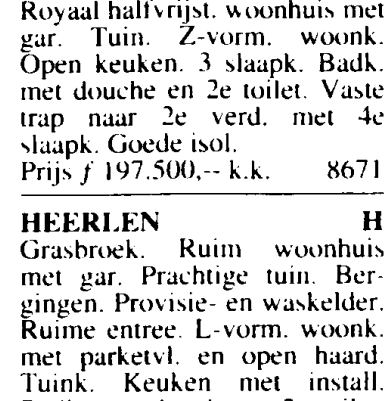 Royaal halfvrijst. woonhuis met
gar. Tuin. Z-vorm. woonk.
Open keuken. 3 slaapk. Badk.
met douche en 2e toilet. Vaste
trap naar 2e verd. met 4e
slaapk. Goede isol.
Prijs ƒ 197.500,-- k.k. 8671
HEERLEN H
Grasbroek. Ruim woonhuis
met gar. Prachtige tuin. Ber-
gingen. Provisie- en waskelder.
Ruime entree. L-vorm. woonk.
met parketvl. en open haard.
Tuink. Keuken met install.